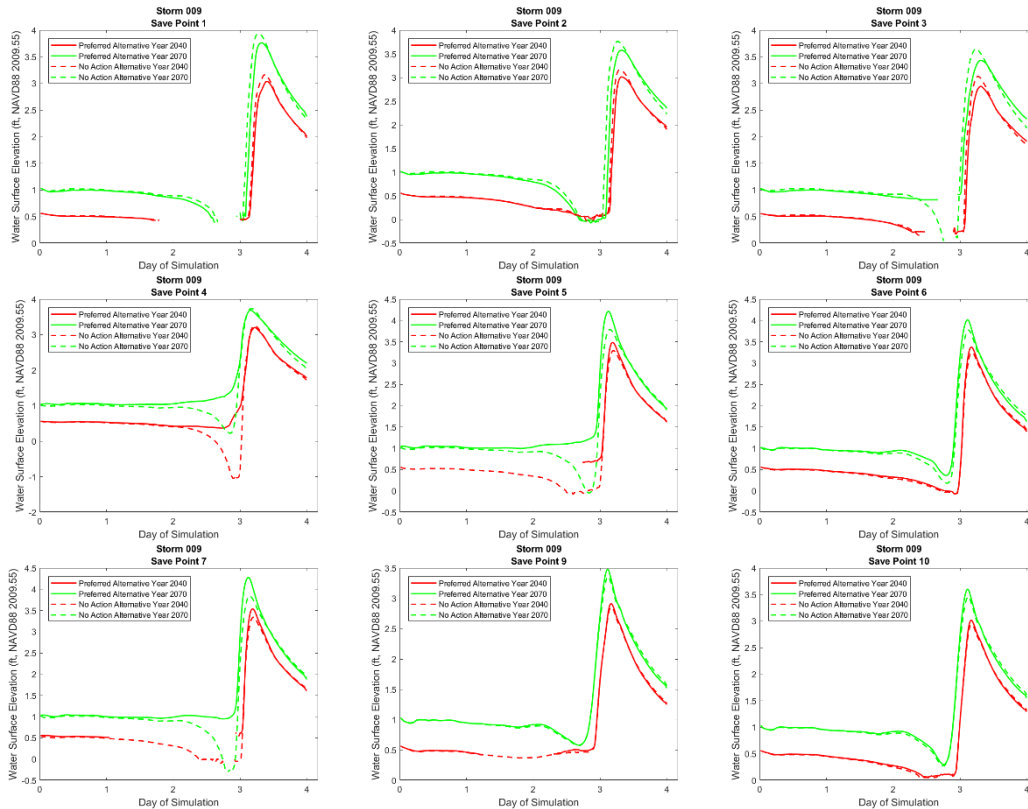 Storm 009
Save Point 1
Water Surface Elevation (ft, NAVD88 2009.55)
4
3.5
3
2.5
2
1.5
1
0.5
0
Preferred Alternative Year 2040
Preferred Alternative Year 2070
No Action Alternative Year 2040
No Action Alternative Year 2070
0 1 2 3 4
Day of Simulation
Storm 009
Save Point 2
Water Surface Elevation (ft, NAVD88 2009.55)
4
3.5
3
2.5
2
1.5
1
0.5
0
-0.5
Preferred Alternative Year 2040
Preferred Alternative Year 2070
No Action Alternative Year 2040
No Action Alternative Year 2070
0 1 2 3 4
Day of Simulation
Storm 009
Save Point 3
Water Surface Elevation (ft, NAVD88 2009.55)
4
3.5
3
2.5
2
1.5
1
0.5
0
Preferred Alternative Year 2040
Preferred Alternative Year 2070
No Action Alternative Year 2040
No Action Alternative Year 2070
0 1 2 3 4
Day of Simulation
Storm 009
Save Point 4
Water Surface Elevation (ft, NAVD88 2009.55)
4
3
2
1
0
-1
-2
Preferred Alternative Year 2040
Preferred Alternative Year 2070
No Action Alternative Year 2040
No Action Alternative Year 2070
0 1 2 3 4
Day of Simulation
Storm 009
Save Point 5
Water Surface Elevation (ft, NAVD88 2009.55)
4.5
4
3.5
3
2.5
2
1.5
1
0.5
0
-0.5
Preferred Alternative Year 2040
Preferred Alternative Year 2070
No Action Alternative Year 2040
No Action Alternative Year 2070
0 1 2 3 4
Day of Simulation
Storm 009
Save Point 6
Water Surface Elevation (ft, NAVD88 2009.55)
4.5
4
3.5
3
2.5
2
1.5
1
0.5
0
-0.5
Preferred Alternative Year 2040
Preferred Alternative Year 2070
No Action Alternative Year 2040
No Action Alternative Year 2070
0 1 2 3 4
Day of Simulation
Storm 009
Save Point 7
Water Surface Elevation (ft, NAVD88 2009.55)
4.5
4
3.5
3
2.5
2
1.5
1
0.5
0
-0.5
Preferred Alternative Year 2040
Preferred Alternative Year 2070
No Action Alternative Year 2040
No Action Alternative Year 2070
0 1 2 3 4
Day of Simulation
Storm 009
Save Point 9
Water Surface Elevation (ft, NAVD88 2009.55)
3.5
3
2.5
2
1.5
1
0.5
0
Preferred Alternative Year 2040
Preferred Alternative Year 2070
No Action Alternative Year 2040
No Action Alternative Year 2070
0 1 2 3 4
Day of Simulation
Storm 009
Save Point 10
Water Surface Elevation (ft, NAVD88 2009.55)
4
3.5
3
2.5
2
1.5
1
0.5
0
Preferred Alternative Year 2040
Preferred Alternative Year 2070
No Action Alternative Year 2040
No Action Alternative Year 2070
0 1 2 3 4
Day of Simulation